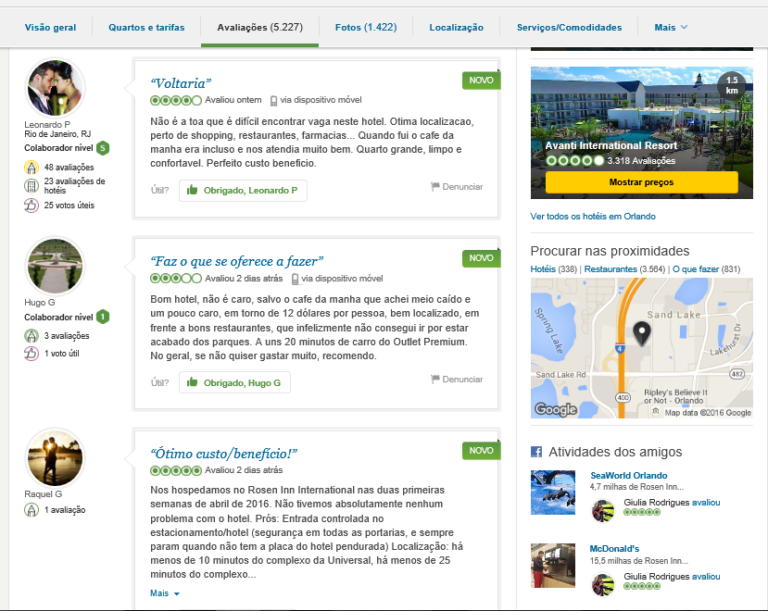 Visão geral
Quartos e tarifas
Avaliações (5.227)
Fotos (1.422)
Localização
Serviços/Comodidades
Mais
Leonardo P
Rio de Janeiro, RJ
Colaborador nível 5
48 avaliações
23 avaliações de
hotéis
25 votos úteis
“Voltaria”
NOVO
Avaliou ontem via dispositivo móvel
Não é a toa que é difícil encontrar vaga neste hotel. Otima localizacao,
perto de shopping, restaurantes, farmacias... Quando fui o cafe da
manha era incluso e nos atendia muito bem. Quarto grande, limpo e
confortavel. Perfeito custo beneficio.
Útil?
Obrigado, Leonardo P
Denunciar
Hugo G
Colaborador nível 1
3 avaliações
1 voto útil
“Faz o que se oferece a fazer”
NOVO
Avaliou 2 dias atrás via dispositivo móvel
Bom hotel, não é caro, salvo o cafe da manha que achei meio caído e
um pouco caro, em torno de 12 dólares por pessoa, bem localizado, em
frente a bons restaurantes, que infelizmente não consegui ir por estar
acabado dos parques. A uns 20 minutos de carro do Outlet Premium.
No geral, se não quiser gastar muito, recomendo.
Útil?
Obrigado, Hugo G
Denunciar
Raquel G
1 avaliação
“Ótimo custo/benefício!”
NOVO
Avaliou 2 dias atrás
Nos hospedamos no Rosen Inn International nas duas primeiras
semanas de abril de 2016. Não tivemos absolutamente nenhum
problema com o hotel. Prós: Entrada controlada no
estacionamento/hotel (segurança em todas as portarias, e sempre
param quando não tem a placa do hotel pendurada) Localização: há
menos de 10 minutos do complexo da Universal, há menos de 25
minutos do complexo...
Mais
1.5
km
Avanti International Resort
3.318 Avaliações
Mostrar preços
Ver todos os hotéis em Orlando
Procurar nas proximidades
Hotéis (338) | Restaurantes (3.564) | O que fazer (831)
Sand Lake
Spring Lake
Lakehurst Dr
4
Sand Lake Rd
482
400
Ripley's Believe It
or Not - Orlando
Google
Map data ©2016 Google
Atividades dos amigos
SeaWorld Orlando
4,7 milhas de Rosen Inn...
Giulia Rodrigues avaliou
McDonald's
15,5 milhas de Rosen Inn...
Giulia Rodrigues avaliou